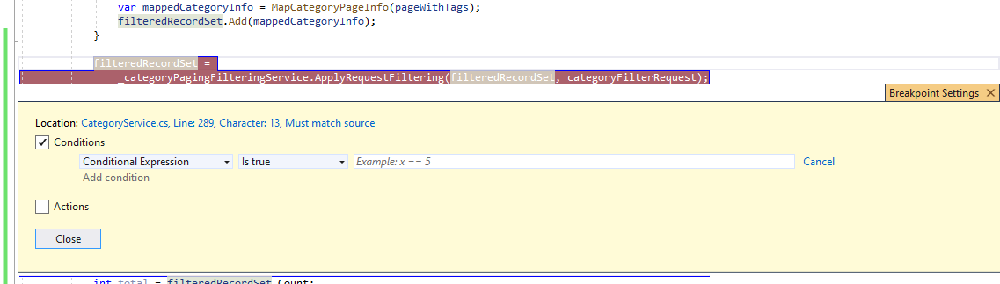 var mappedCategoryInfo = MapCategoryPageInfo(pageWithTags);
filteredRecordSet.Add(mappedCategoryInfo);
}
filteredRecordSet =
_categoryPagingFilteringService.ApplyRequestFiltering(filteredRecordSet, categoryFilterRequest);
Breakpoint Settings
Location: CategoryService.cs, Line: 289, Character: 13, Must match source
Conditions
Conditional Expression Is true Example: x == 5 Cancel
Add condition
Actions
Close
int total = filteredRecordSet.Count;